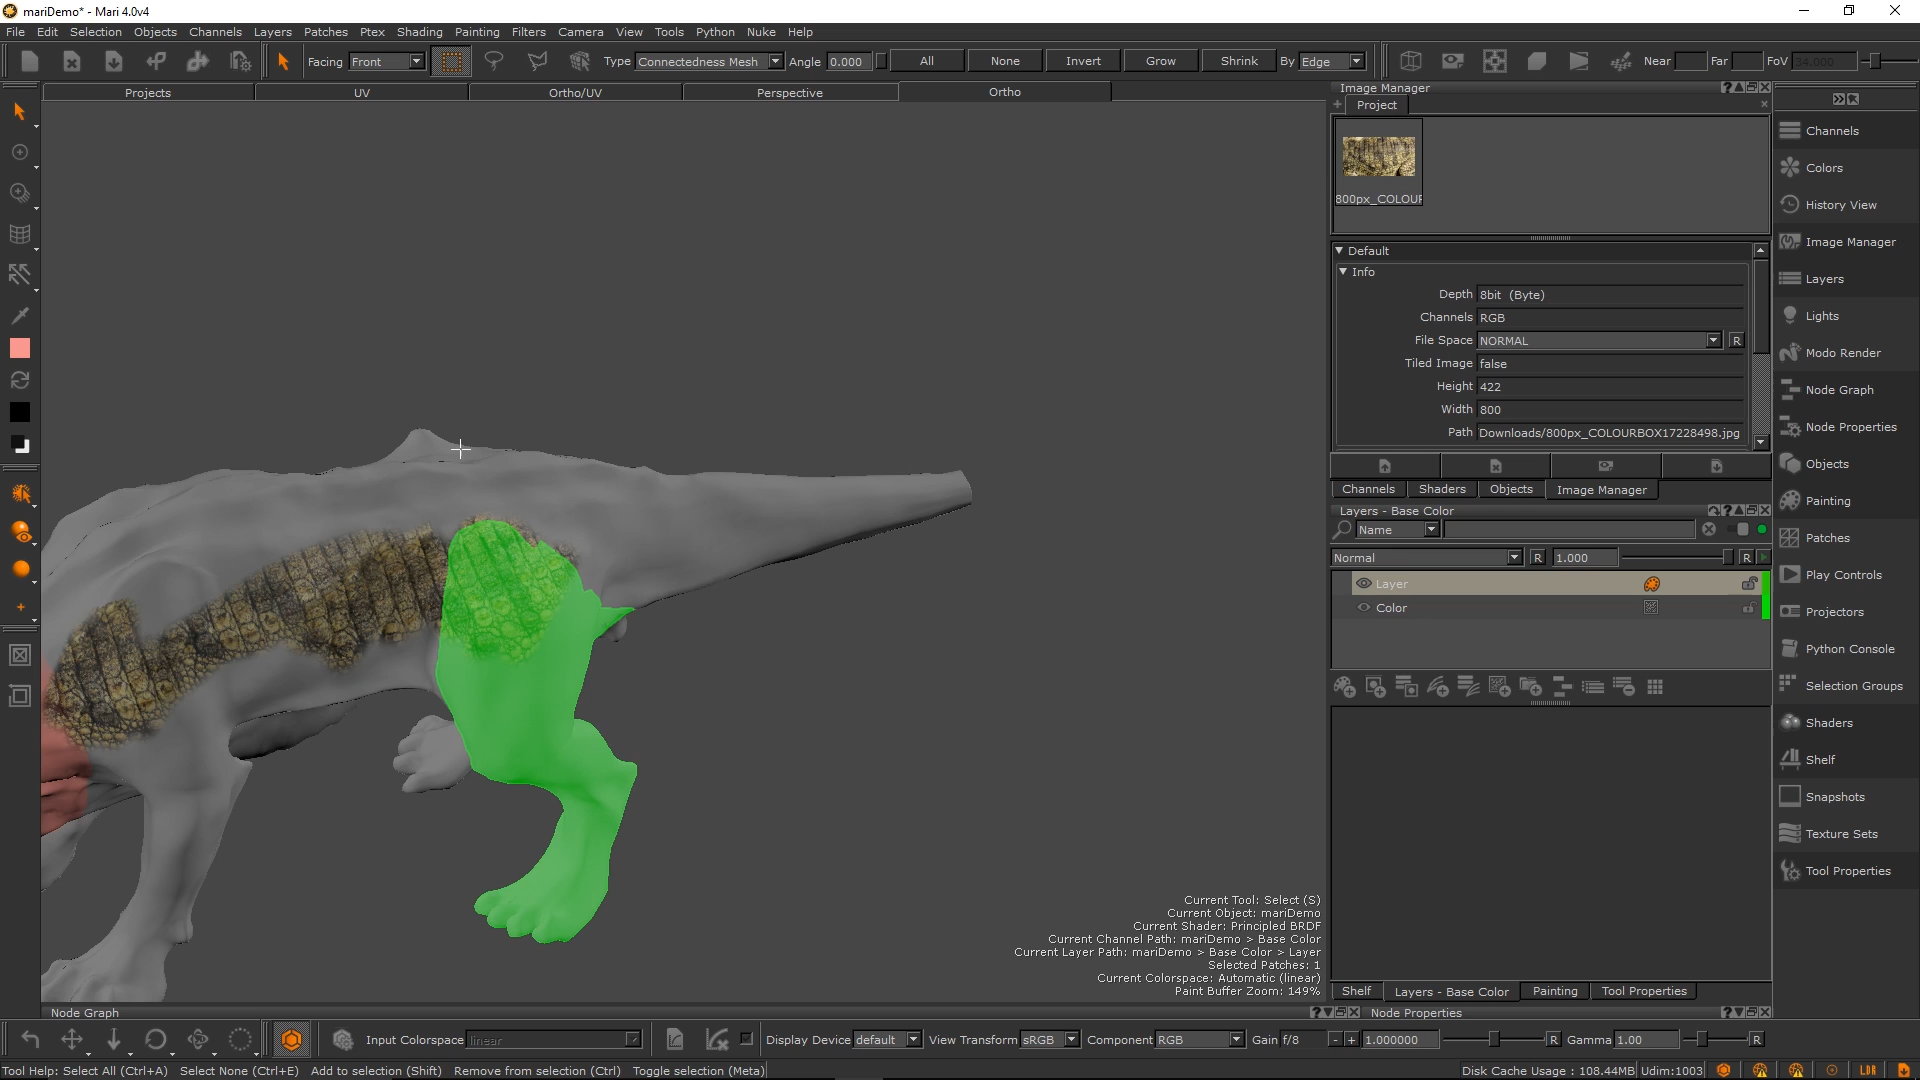 mariDemo* - Mari 4.0v4
File Edit Selection Objects Channels Layers Patches Ptex Shading Painting Filters Camera View Tools Python Nuke Help
Facing Front Type Connectedness Mesh Angle 0.000 All None Invert Grow Shrink By Edge Near Far FoV 34.000
Projects UV Ortho/UV Perspective Ortho
Image Manager
Project
800px_COLOUR
Default
Info
Depth 8bit (Byte)
Channels RGB
File Space NORMAL R
Tiled Image false
Height 422
Width 800
Path Downloads/800px_COLOURBOX17228498.jpg
Channels Shaders Objects Image Manager
Layers - Base Color
Name
Normal R 1.000 R
Layer
Color
Channels
Colors
History View
Image Manager
Layers
Lights
Modo Render
Node Graph
Node Properties
Objects
Painting
Patches
Play Controls
Projectors
Python Console
Selection Groups
Shaders
Shelf
Snapshots
Texture Sets
Tool Properties
Current Tool: Select (S)
Current Object: mariDemo
Current Shader: Principled BRDF
Current Channel Path: mariDemo > Base Color
Current Layer Path: mariDemo > Base Color > Layer
Selected Patches: 1
Current Colorspace: Automatic (linear)
Paint Buffer Zoom: 149%
Shelf Layers - Base Color Painting Tool Properties
Node Graph Node Properties
Input Colorspace linear Display Device default View Transform sRGB Component RGB Gain f/8 - + 1.000000 R Gamma 1.00 R
Tool Help: Select All (Ctrl+A) Select None (Ctrl+E) Add to selection (Shift) Remove from selection (Ctrl) Toggle selection (Meta) Disk Cache Usage : 108.44MB Udim:1003 LDR